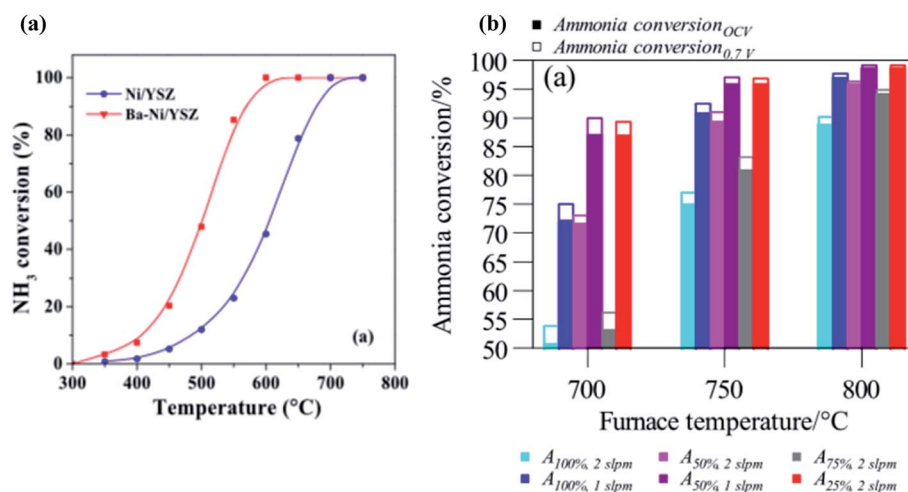 (a)
NH3 conversion (%)
100
80
60
40
20
0
Ni/YSZ
Ba-Ni/YSZ
(a)
300 400 500 600 700 800
Temperature (°C)
(b)
Ammonia conversionOCV
Ammonia conversion0.7 V
(a)
Ammonia conversion/%
100
95
90
85
80
75
70
65
60
55
50
700 750 800
Furnace temperature/°C
A100%, 2 slpm A50%, 2 slpm A75%, 2 slpm
A100%, 1 slpm A50%, 1 slpm A25%, 2 slpm